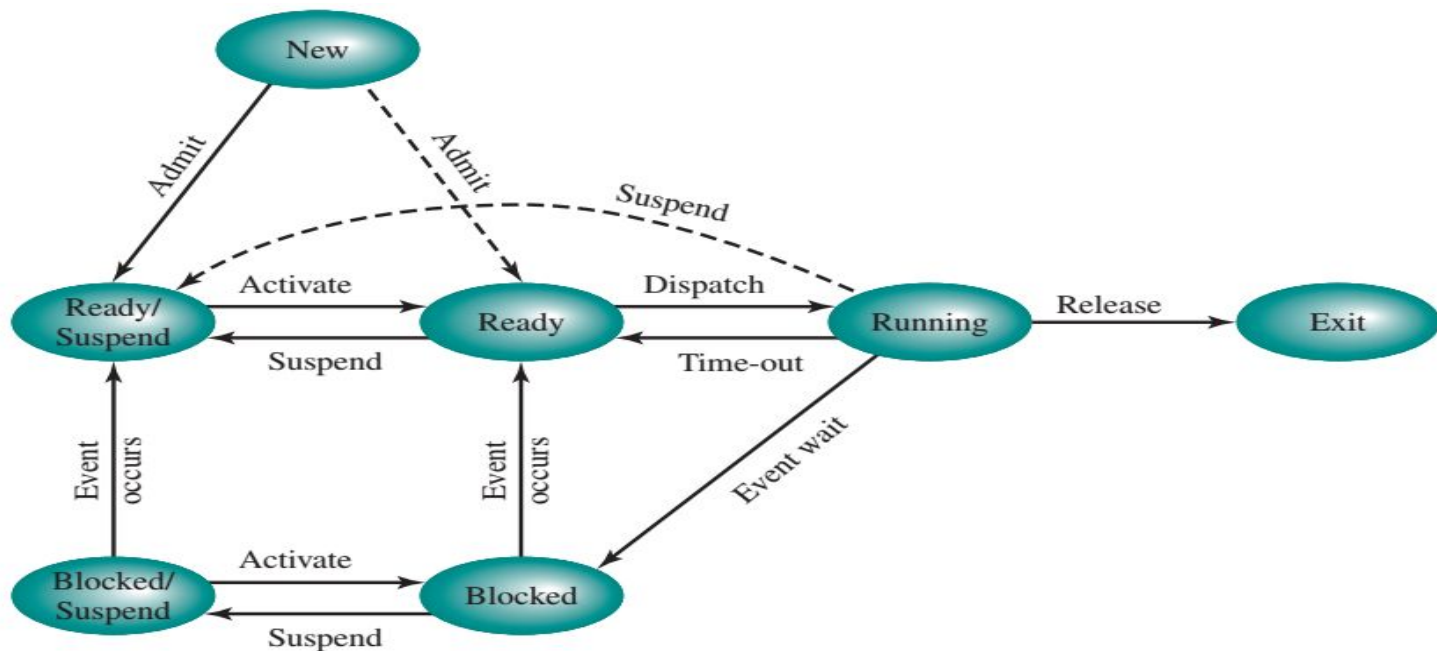 New
Admit
Admit
Suspend
Ready/
Suspend
Activate
Suspend
Ready
Dispatch
Time-out
Running
Release
Exit
Event
occurs
Event
occurs
Event wait
Blocked/
Suspend
Activate
Suspend
Blocked